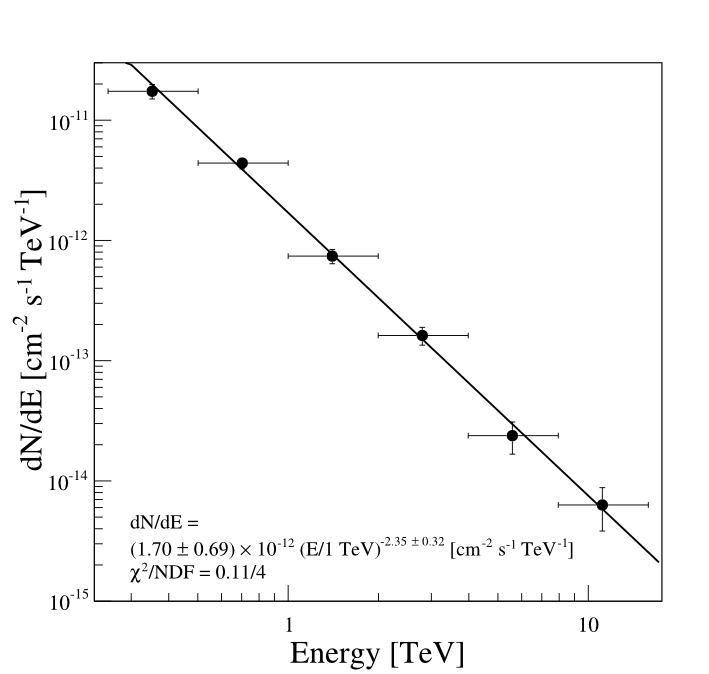 dN/dE [cm⁻² s⁻¹ TeV⁻¹]
10⁻¹¹
10⁻¹²
10⁻¹³
10⁻¹⁴
10⁻¹⁵
dN/dE =
(1.70 ± 0.69) × 10⁻¹² (E/1 TeV)⁻²·³⁵ ± ⁰·³² [cm⁻² s⁻¹ TeV⁻¹]
χ²/NDF = 0.11/4
1 10
Energy [TeV]